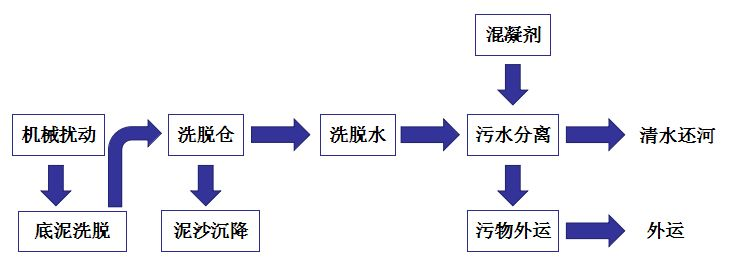 混凝剂
机械扰动
洗脱仓
洗脱水
污水分离
清水还河
底泥洗脱
泥沙沉降
污物外运
外运